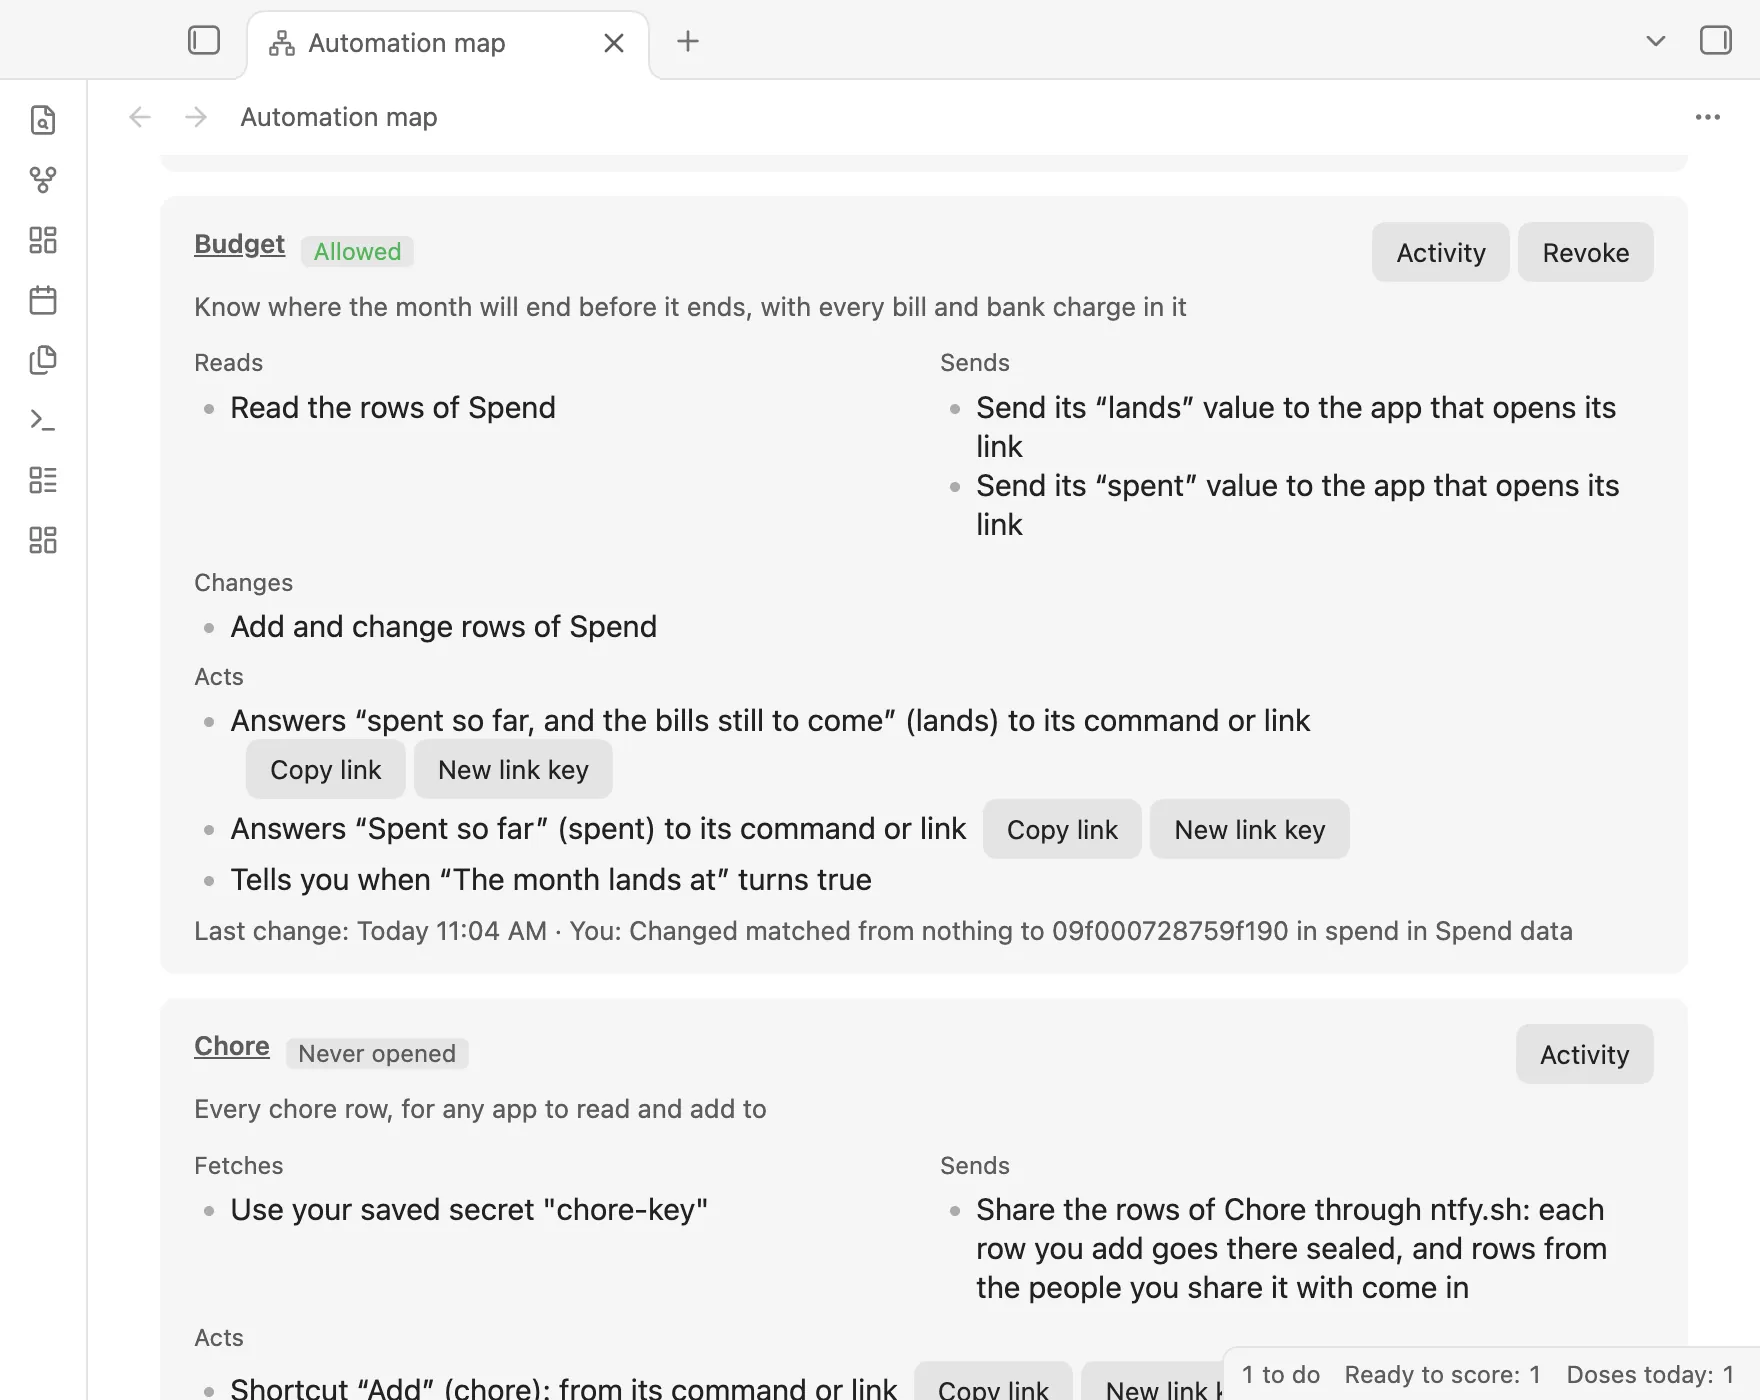 Automation map
Automation map
Budget Allowed
Activity Revoke
Know where the month will end before it ends, with every bill and bank charge in it
Reads
Read the rows of Spend
Sends
Send its “lands” value to the app that opens its
link
Send its “spent” value to the app that opens its
link
Changes
Add and change rows of Spend
Acts
Answers “spent so far, and the bills still to come” (lands) to its command or link
Copy link New link key
Answers “Spent so far” (spent) to its command or link Copy link New link key
Tells you when “The month lands at” turns true
Last change: Today 11:04 AM · You: Changed matched from nothing to 09f000728759f190 in spend in Spend data
Chore Never opened
Activity
Every chore row, for any app to read and add to
Fetches
Use your saved secret "chore-key"
Sends
Share the rows of Chore through ntfy.sh: each
row you add goes there sealed, and rows from
the people you share it with come in
Acts
Shortcut “Add” (chore): from its command or link Copy link New link
1 to do Ready to score: 1 Doses today: 1